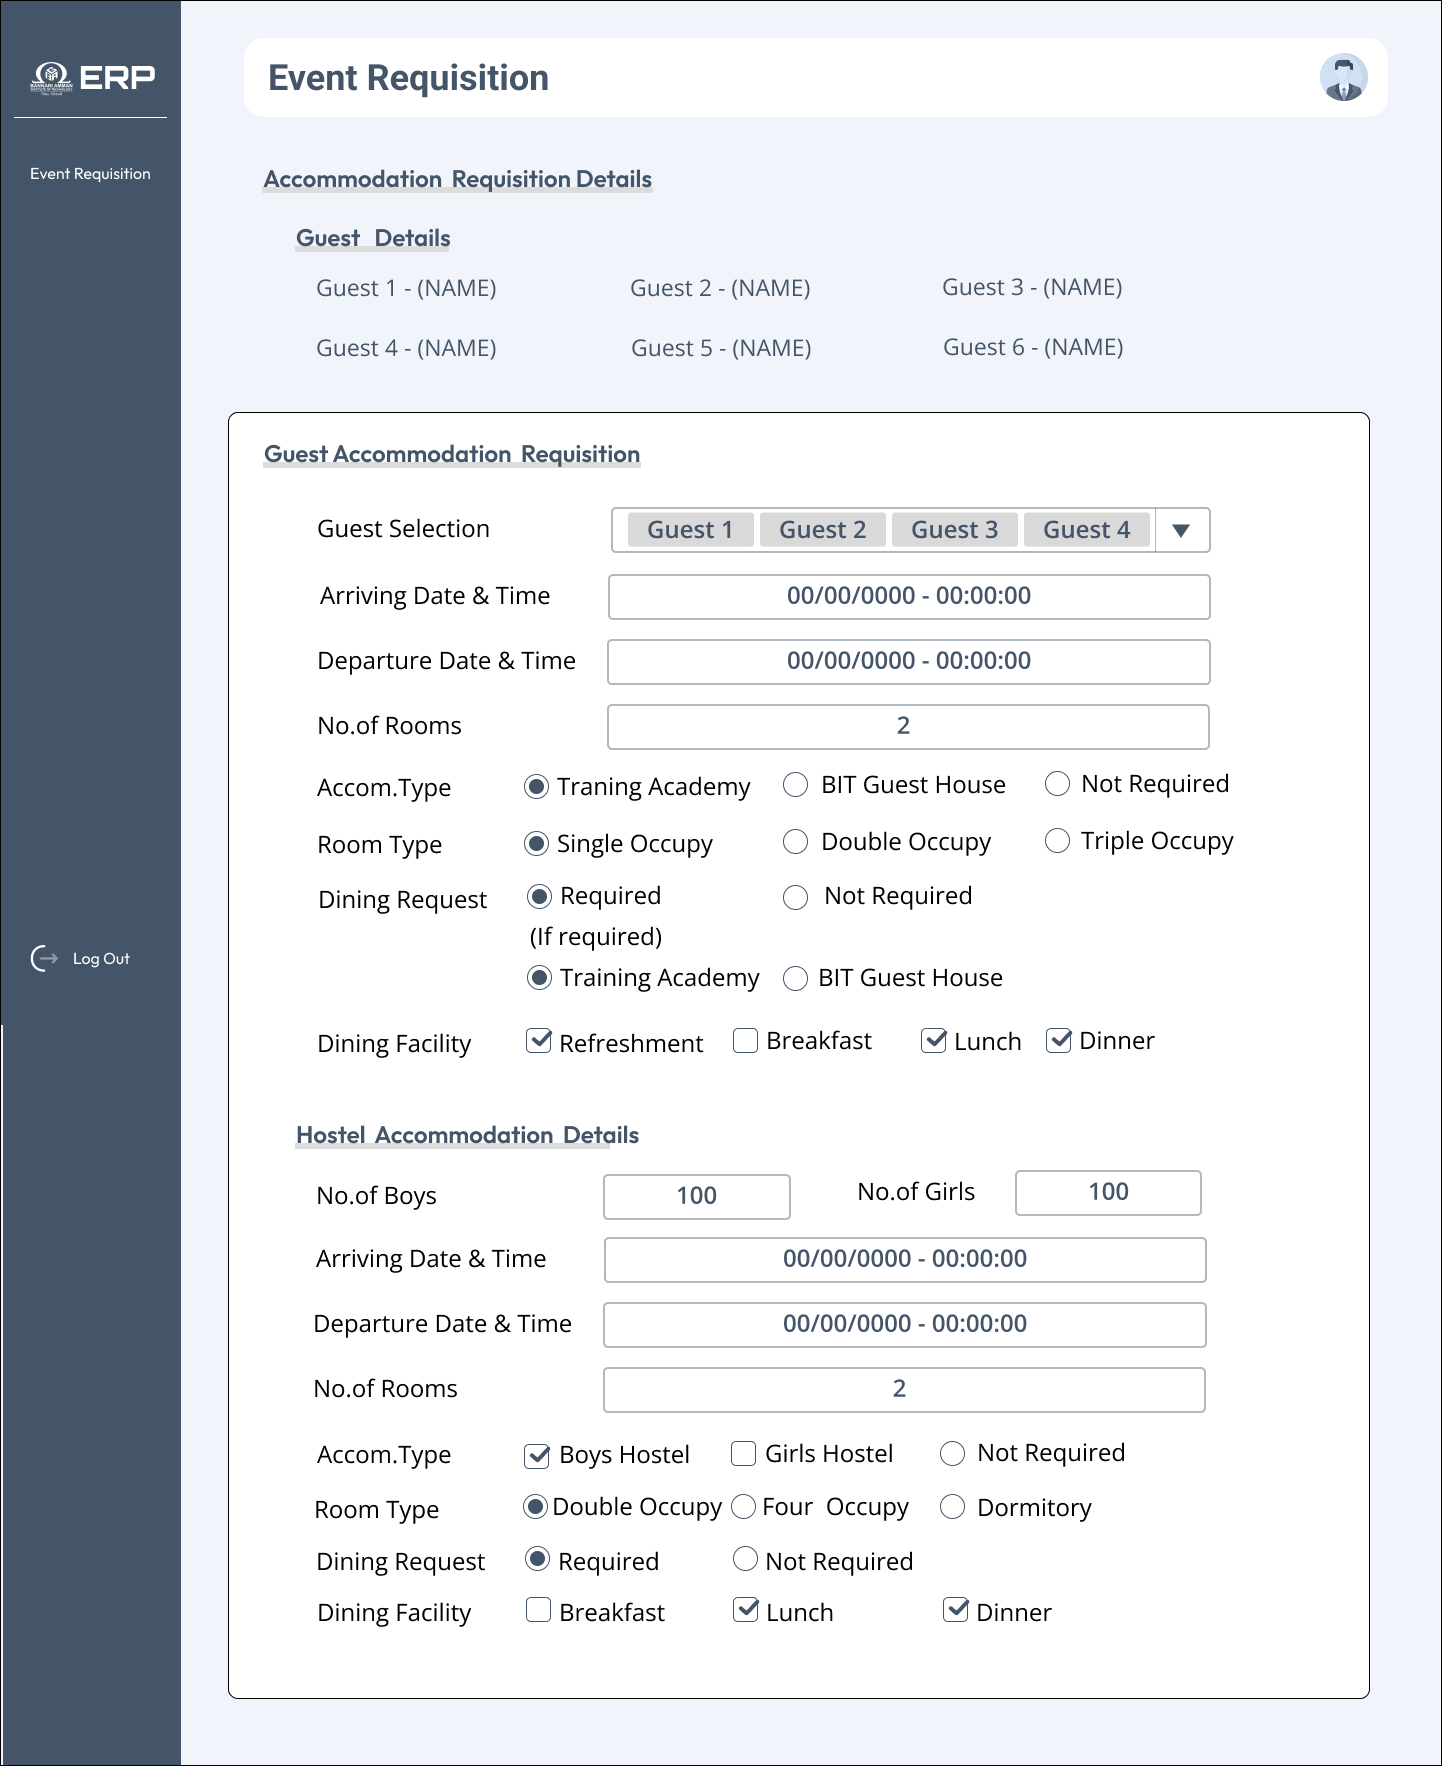 ERP
BANNARI AMMAN
INSTITUTE OF TECHNOLOGY
Stay Ahead
Event Requisition
Event Requisition
Log Out
Accommodation Requisition Details
Guest Details
Guest 1 - (NAME) Guest 2 - (NAME) Guest 3 - (NAME)
Guest 4 - (NAME) Guest 5 - (NAME) Guest 6 - (NAME)
Guest Accommodation Requisition
Guest Selection Guest 1 Guest 2 Guest 3 Guest 4
Arriving Date & Time 00/00/0000 - 00:00:00
Departure Date & Time 00/00/0000 - 00:00:00
No.of Rooms 2
Accom.Type Traning Academy BIT Guest House Not Required
Room Type Single Occupy Double Occupy Triple Occupy
Dining Request Required Not Required
(If required)
Training Academy BIT Guest House
Dining Facility Refreshment Breakfast Lunch Dinner
Hostel Accommodation Details
No.of Boys 100 No.of Girls 100
Arriving Date & Time 00/00/0000 - 00:00:00
Departure Date & Time 00/00/0000 - 00:00:00
No.of Rooms 2
Accom.Type Boys Hostel Girls Hostel Not Required
Room Type Double Occupy Four Occupy Dormitory
Dining Request Required Not Required
Dining Facility Breakfast Lunch Dinner